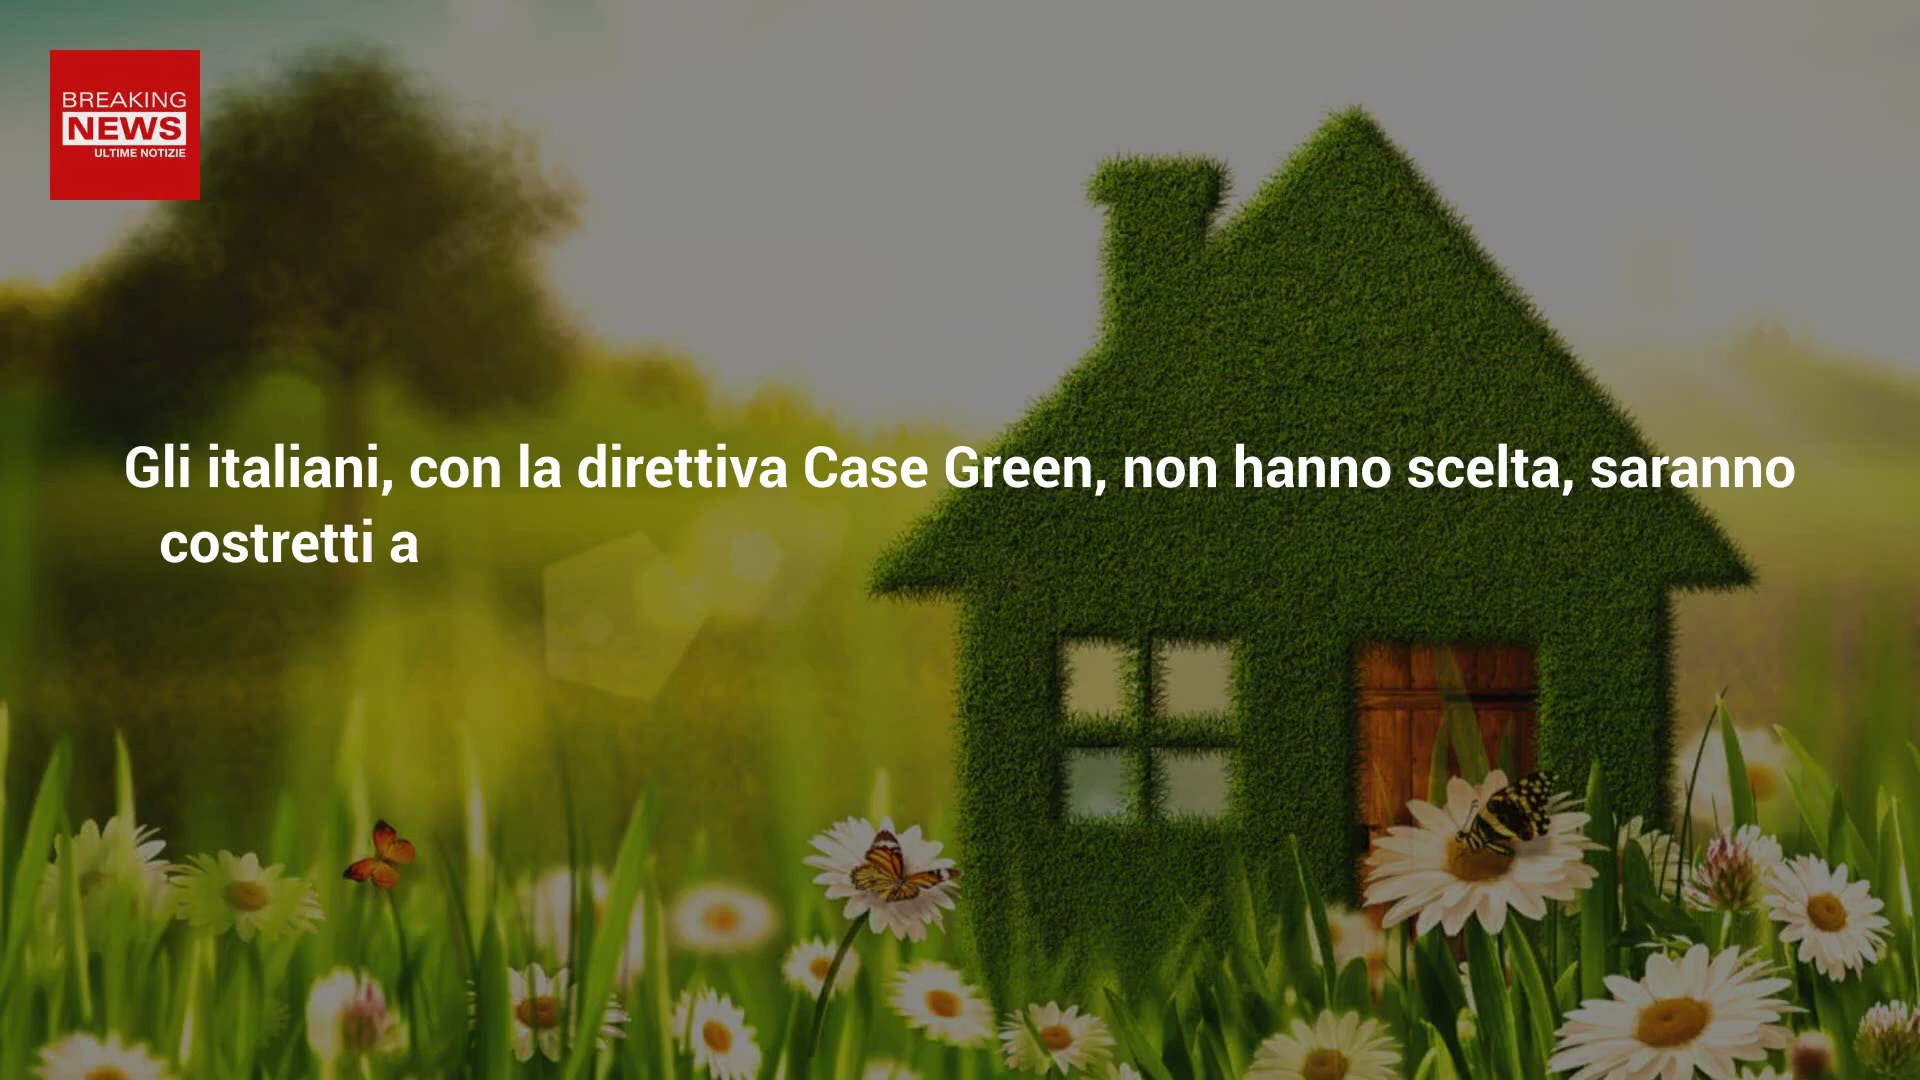 BREAKING
NEWS
ULTIME NOTIZIE
Gli italiani, con la direttiva Case Green, non hanno scelta, saranno
costretti a